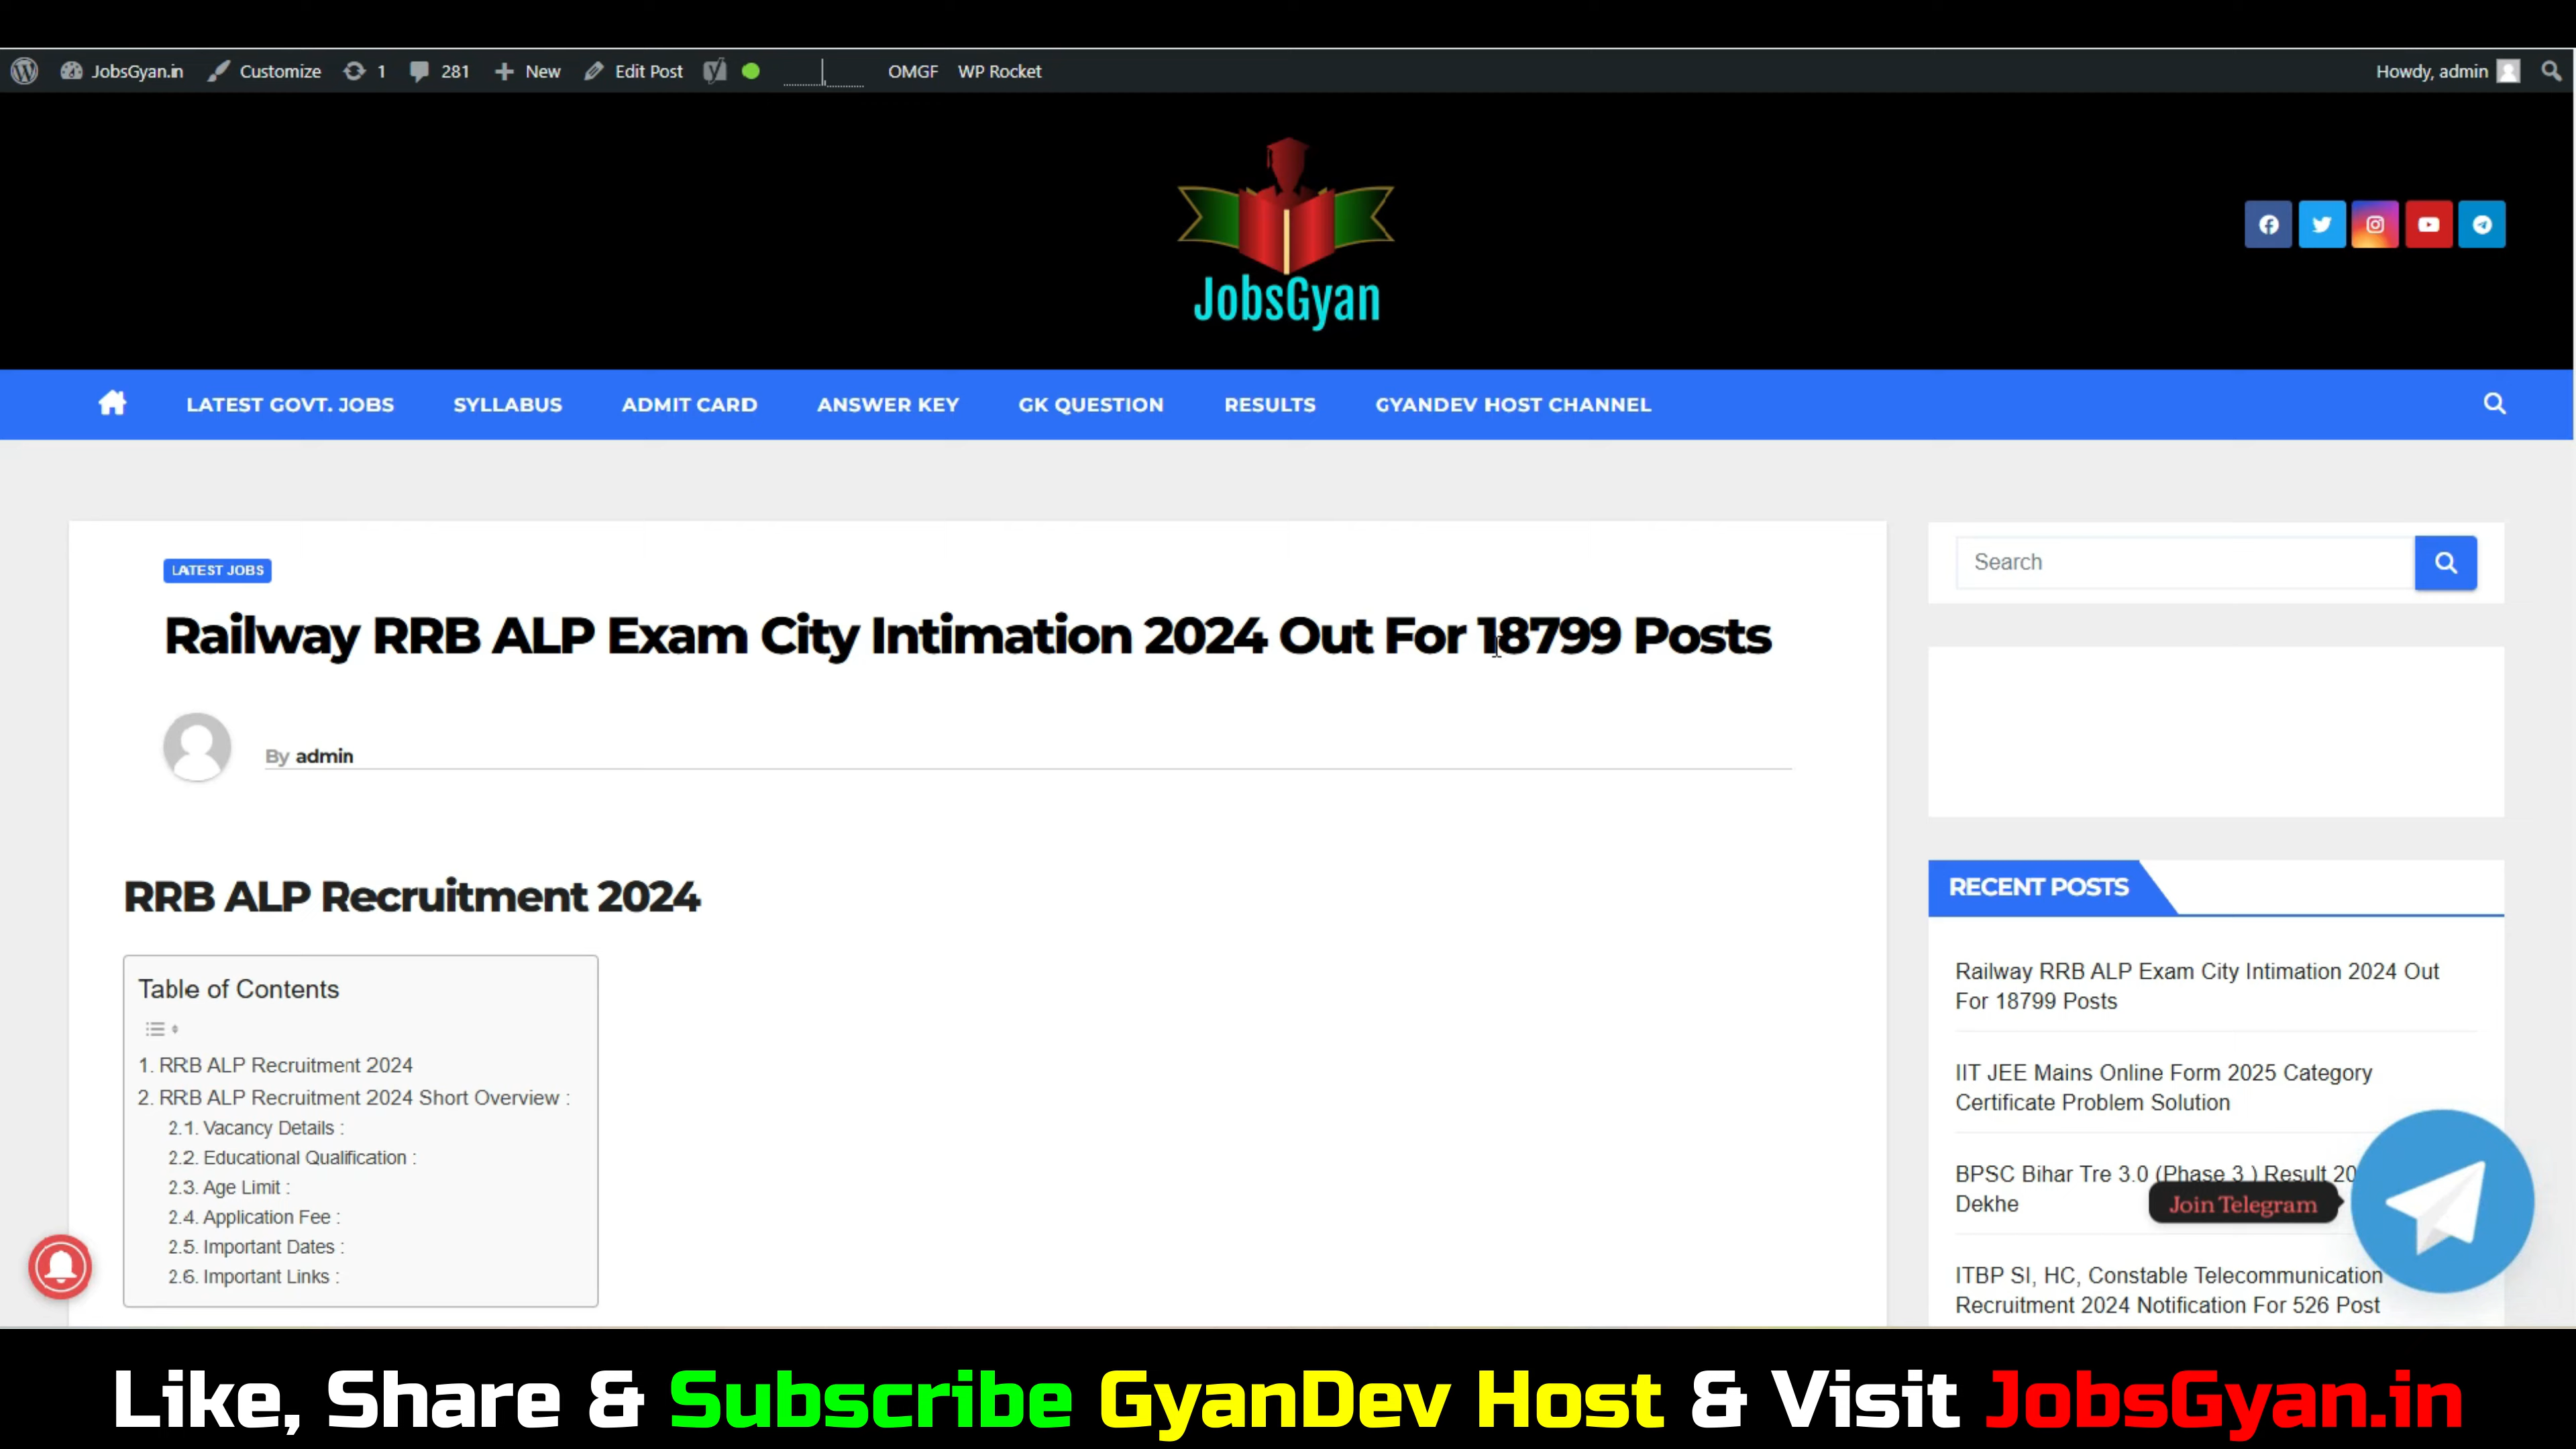 JobsGyan.in Customize 1 281 New Edit Post OMGF WP Rocket Howdy, admin
JobsGyan
LATEST GOVT. JOBS SYLLABUS ADMIT CARD ANSWER KEY GK QUESTION RESULTS GYANDEV HOST CHANNEL
LATEST JOBS
Railway RRB ALP Exam City Intimation 2024 Out For 18799 Posts
By admin
RRB ALP Recruitment 2024
Table of Contents
1. RRB ALP Recruitment 2024
2. RRB ALP Recruitment 2024 Short Overview :
2.1. Vacancy Details :
2.2. Educational Qualification :
2.3. Age Limit :
2.4. Application Fee :
2.5. Important Dates :
2.6. Important Links :
Search
RECENT POSTS
Railway RRB ALP Exam City Intimation 2024 Out
For 18799 Posts
IIT JEE Mains Online Form 2025 Category
Certificate Problem Solution
BPSC Bihar Tre 3.0 (Phase 3 ) Result 20
Dekhe
Join Telegram
ITBP SI, HC, Constable Telecommunication
Recruitment 2024 Notification For 526 Post
Like, Share & Subscribe GyanDev Host & Visit JobsGyan.in